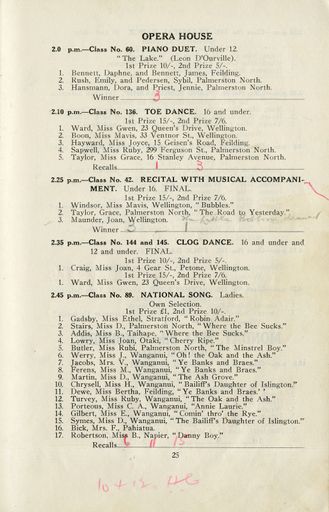 OPERA HOUSE
2.0 p.m.—Class No. 60. PIANO DUET. Under 12.
"The Lake." (Leon D'Ourville).
1st Prize 10/-, 2nd Prize 5/-.
1. Bennett, Daphne, and Bennett, James, Feilding.
2. Rush, Emily, and Pedersen, Sybil, Palmerston North.
3. Hansmann, Dora, and Priest, Jennie, Palmerston North.
Winner 3
2.10 p.m.—Class No. 136. TOE DANCE. 16 and under.
1st Prize 15/-, 2nd Prize 7/6.
1. Ward, Miss Gwen, 23 Queen's Drive, Wellington.
2. Boon, Miss Mavis, 33 Ventnor St., Wellington.
3. Hayward, Miss Joyce, 15 Geisen's Road, Feilding.
4. Sapwell, Miss Ruby, 299 Ferguson St., Palmerston North.
5. Taylor, Miss Grace, 16 Stanley Avenue, Palmerston North.
Recalls 1 3
2.25 p.m.—Class No. 42. RECITAL WITH MUSICAL ACCOMPANI-
MENT. Under 16. FINAL.
1st Prize 15/-, 2nd Prize 7/6.
1. Windsor, Miss Mavis, Wellington, "Bubbles."
2. Taylor, Grace, Palmerston North, "The Road to Yesterday."
3. Maunder, Joan, Wellington.
Winner 3
2.35 p.m.—Class No. 144 and 145. CLOG DANCE. 16 and under and
12 and under. FINAL.
1st Prize 10/-, 2nd Prize 5/-.
1. Craig, Miss Joan, 4 Gear St., Petone, Wellington.
1st Prize 15/-, 2nd Prize 7/6.
1. Ward, Miss Gwen, 23 Queen's Drive, Wellington.
2.45 p.m.—Class No. 89. NATIONAL SONG. Ladies.
Own Selection.
1st Prize £1, 2nd Prize 10/-.
1. Gadsby, Miss Ethel, Stratford, "Robin Adair."
2. Stairs, Miss D., Palmerston North, "Where the Bee Sucks."
3. Addis, Miss B., Taihape, "Where the Bee Sucks."
4. Lowry, Miss Joan, Otaki, "Cherry Ripe."
5. Butler, Miss Rubi, Palmerston North, "The Minstrel Boy."
6. Werry, Miss I., Wanganui, "Oh! the Oak and the Ash."
7. Jacobs, Mrs. V., Wanganui, "Ye Banks and Braes."
8. Ferens, Miss M., Wanganui, "Ye Banks and Braes."
9. Martin, Miss D., Wanganui, "The Ash Grove."
10. Chrysell, Miss H., Wanganui, "Bailiff's Daughter of Islington."
11. Dewe, Miss Bertha, Feilding, "Ye Banks and Braes.'
12. Turvey, Miss Ruby, Wanganui, "The Oak and the Ash."
13. Porteous, Miss C. A., Wanganui, "Annie Laurie."
14. Gilbert, Miss E., Wanganui, "Comin' thro' the Rye."
15. Symes, Miss D., Wanganui, "The Bailiff's Daughter of Islington."
16. Bick, Mrs. F., Pahiatua.
17. Robertson, Miss B., Napier, "Danny Boy."
Recalls 6 11 13
25
10 + 12